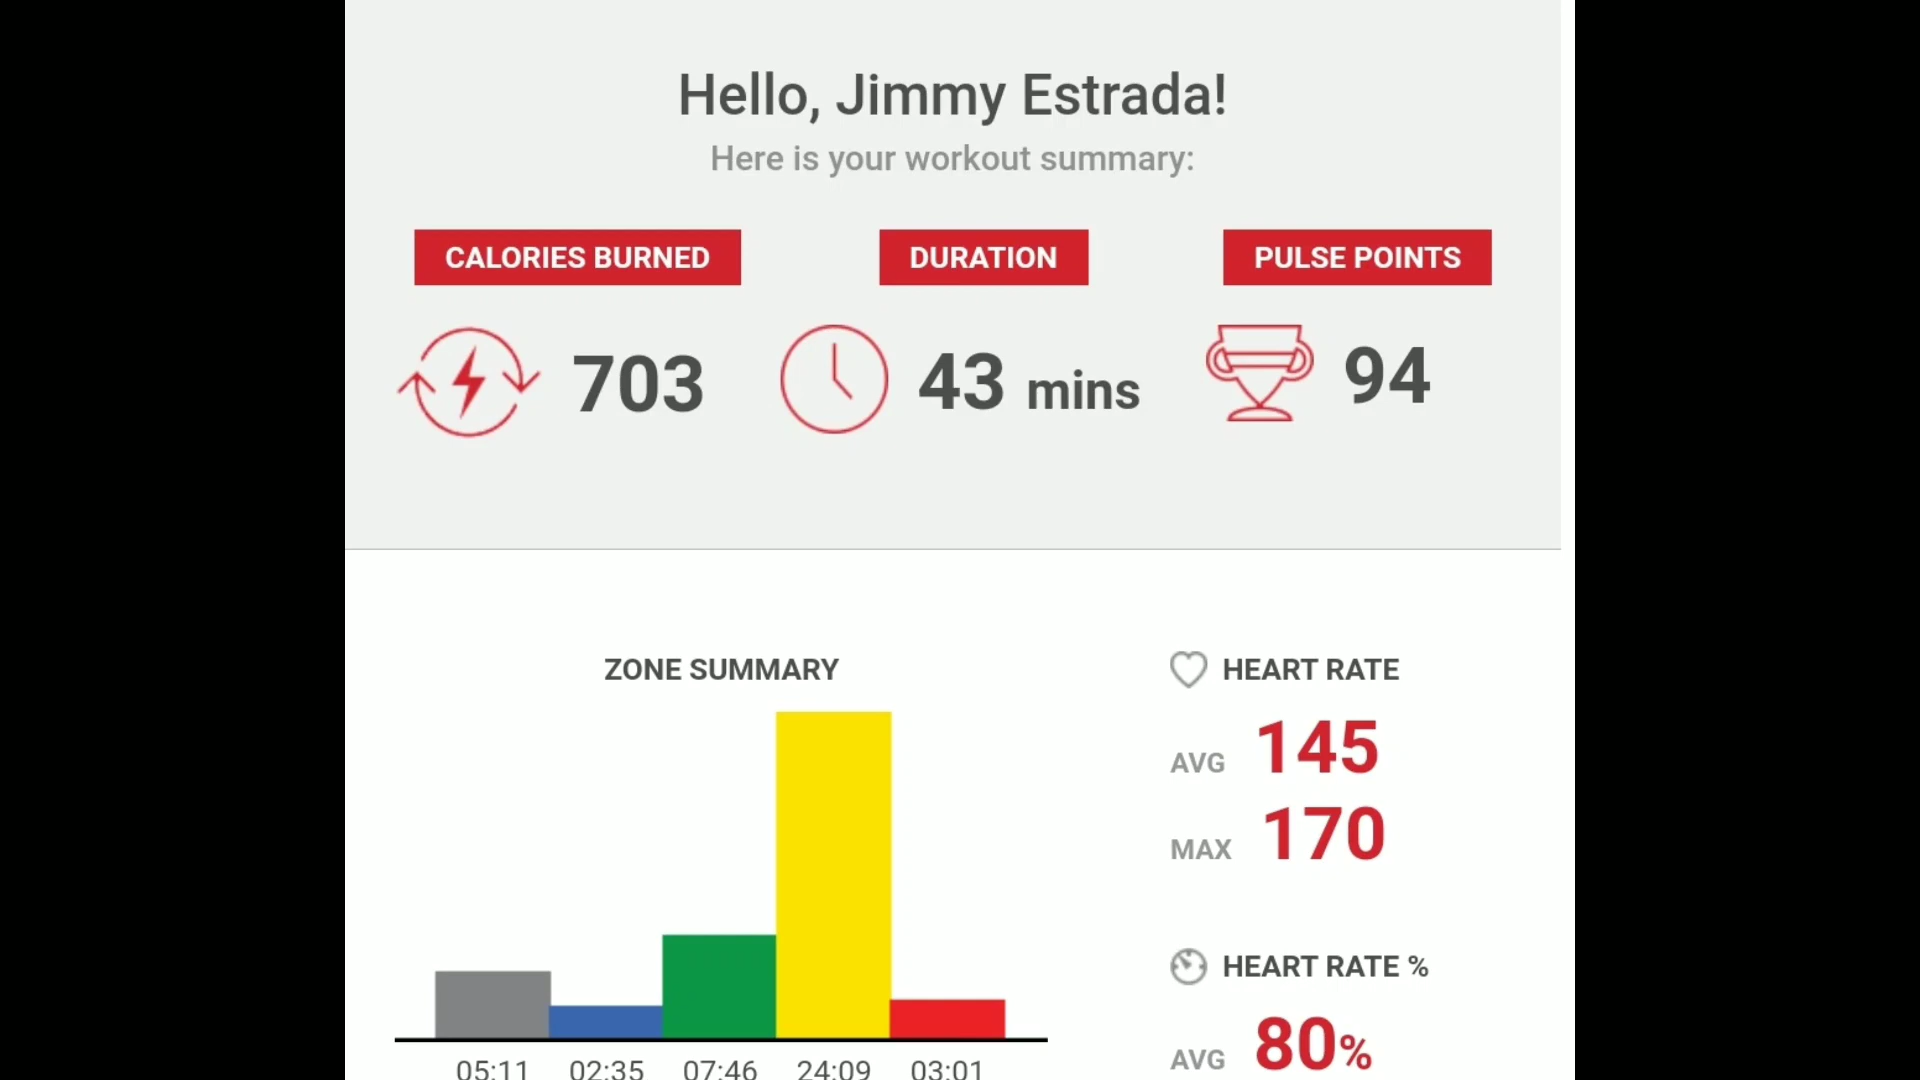 Hello, Jimmy Estrada!
Here is your workout summary:
CALORIES BURNED
DURATION
PULSE POINTS
703
43 mins
94
ZONE SUMMARY
05:11 02:35 07:46 24:09 03:01
HEART RATE
AVG 145
MAX 170
HEART RATE %
AVG 80%